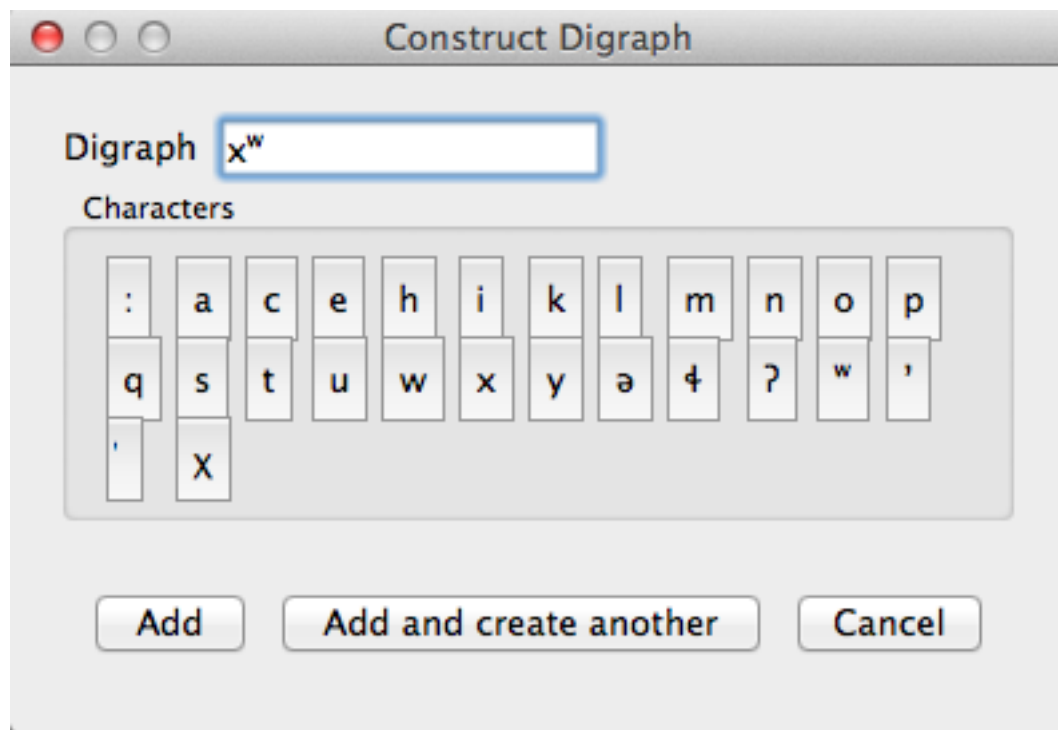 Construct Digraph
Digraph xʷ
Characters
: a c e h i k l m n o p
q s t u w x y ə ɬ ʔ ʷ ʼ
ˈ χ
Add Add and create another Cancel